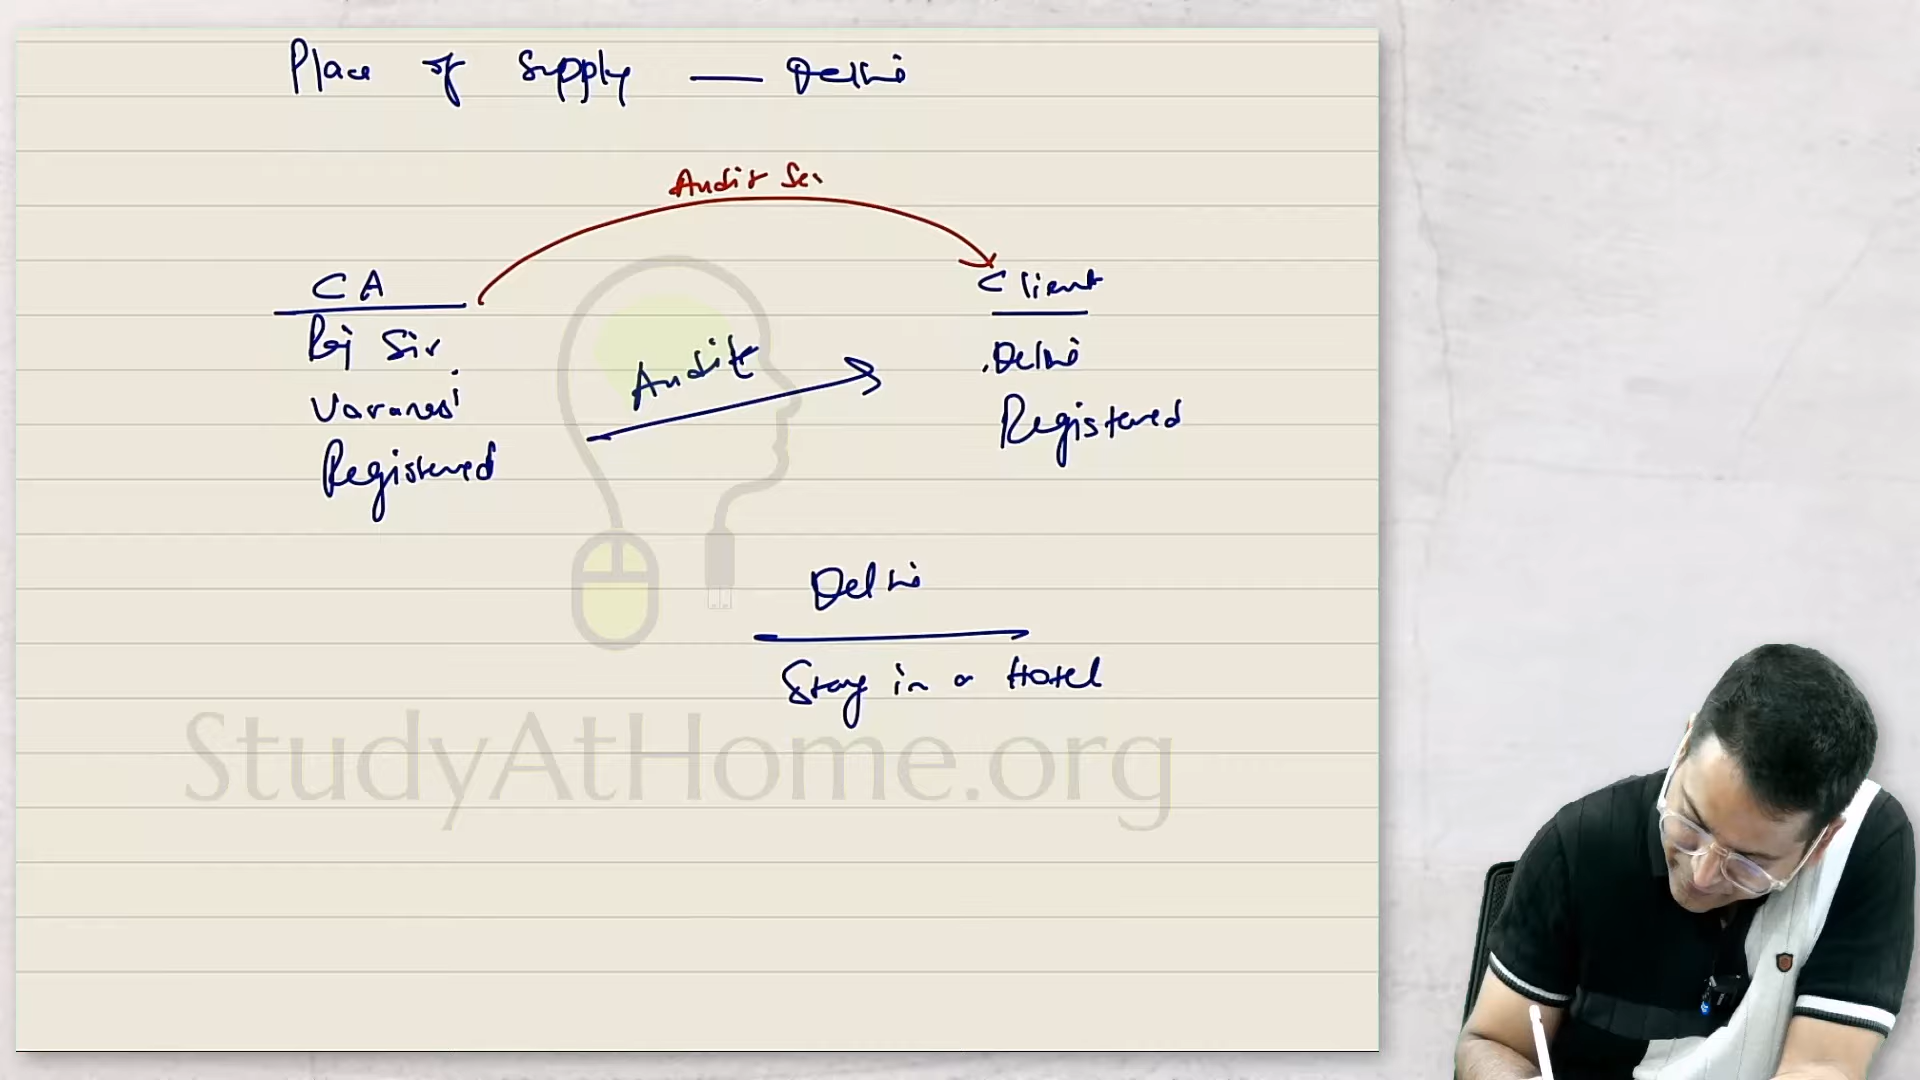 Place of Supply — Delhi
Audit Ser
CA
Client
Raj Sir
Delhi
Varanasi
Audit
Registered
Registered
Delhi
Stay in a Hotel
StudyAtHome.org